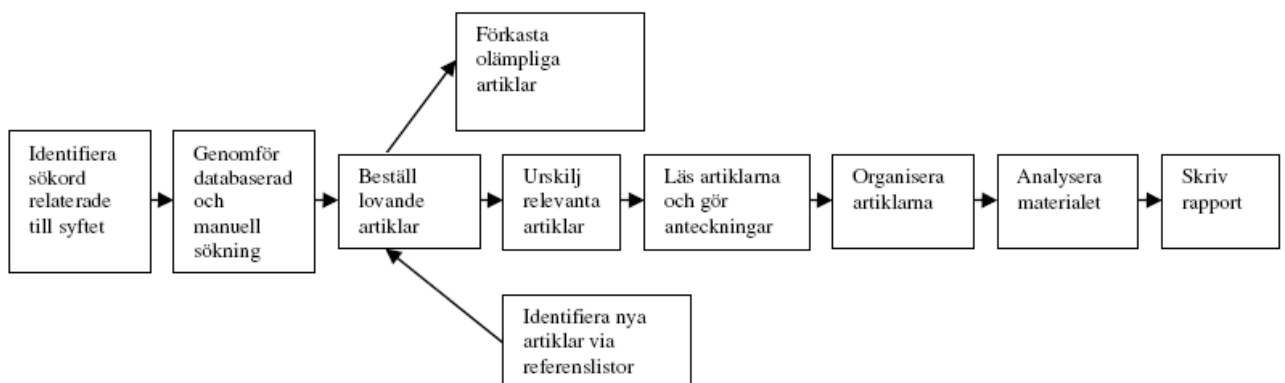 Förkasta
olämpliga
artiklar
Identifiera
sökord
relaterade
till syftet
Genomför
databaserad
och
manuell
sökning
Beställ
lovande
artiklar
Urskilj
relevanta
artiklar
Läs artiklarna
och gör
anteckningar
Organisera
artiklarna
Analysera
materialet
Skriv
rapport
Identifiera nya
artiklar via
referenslistor